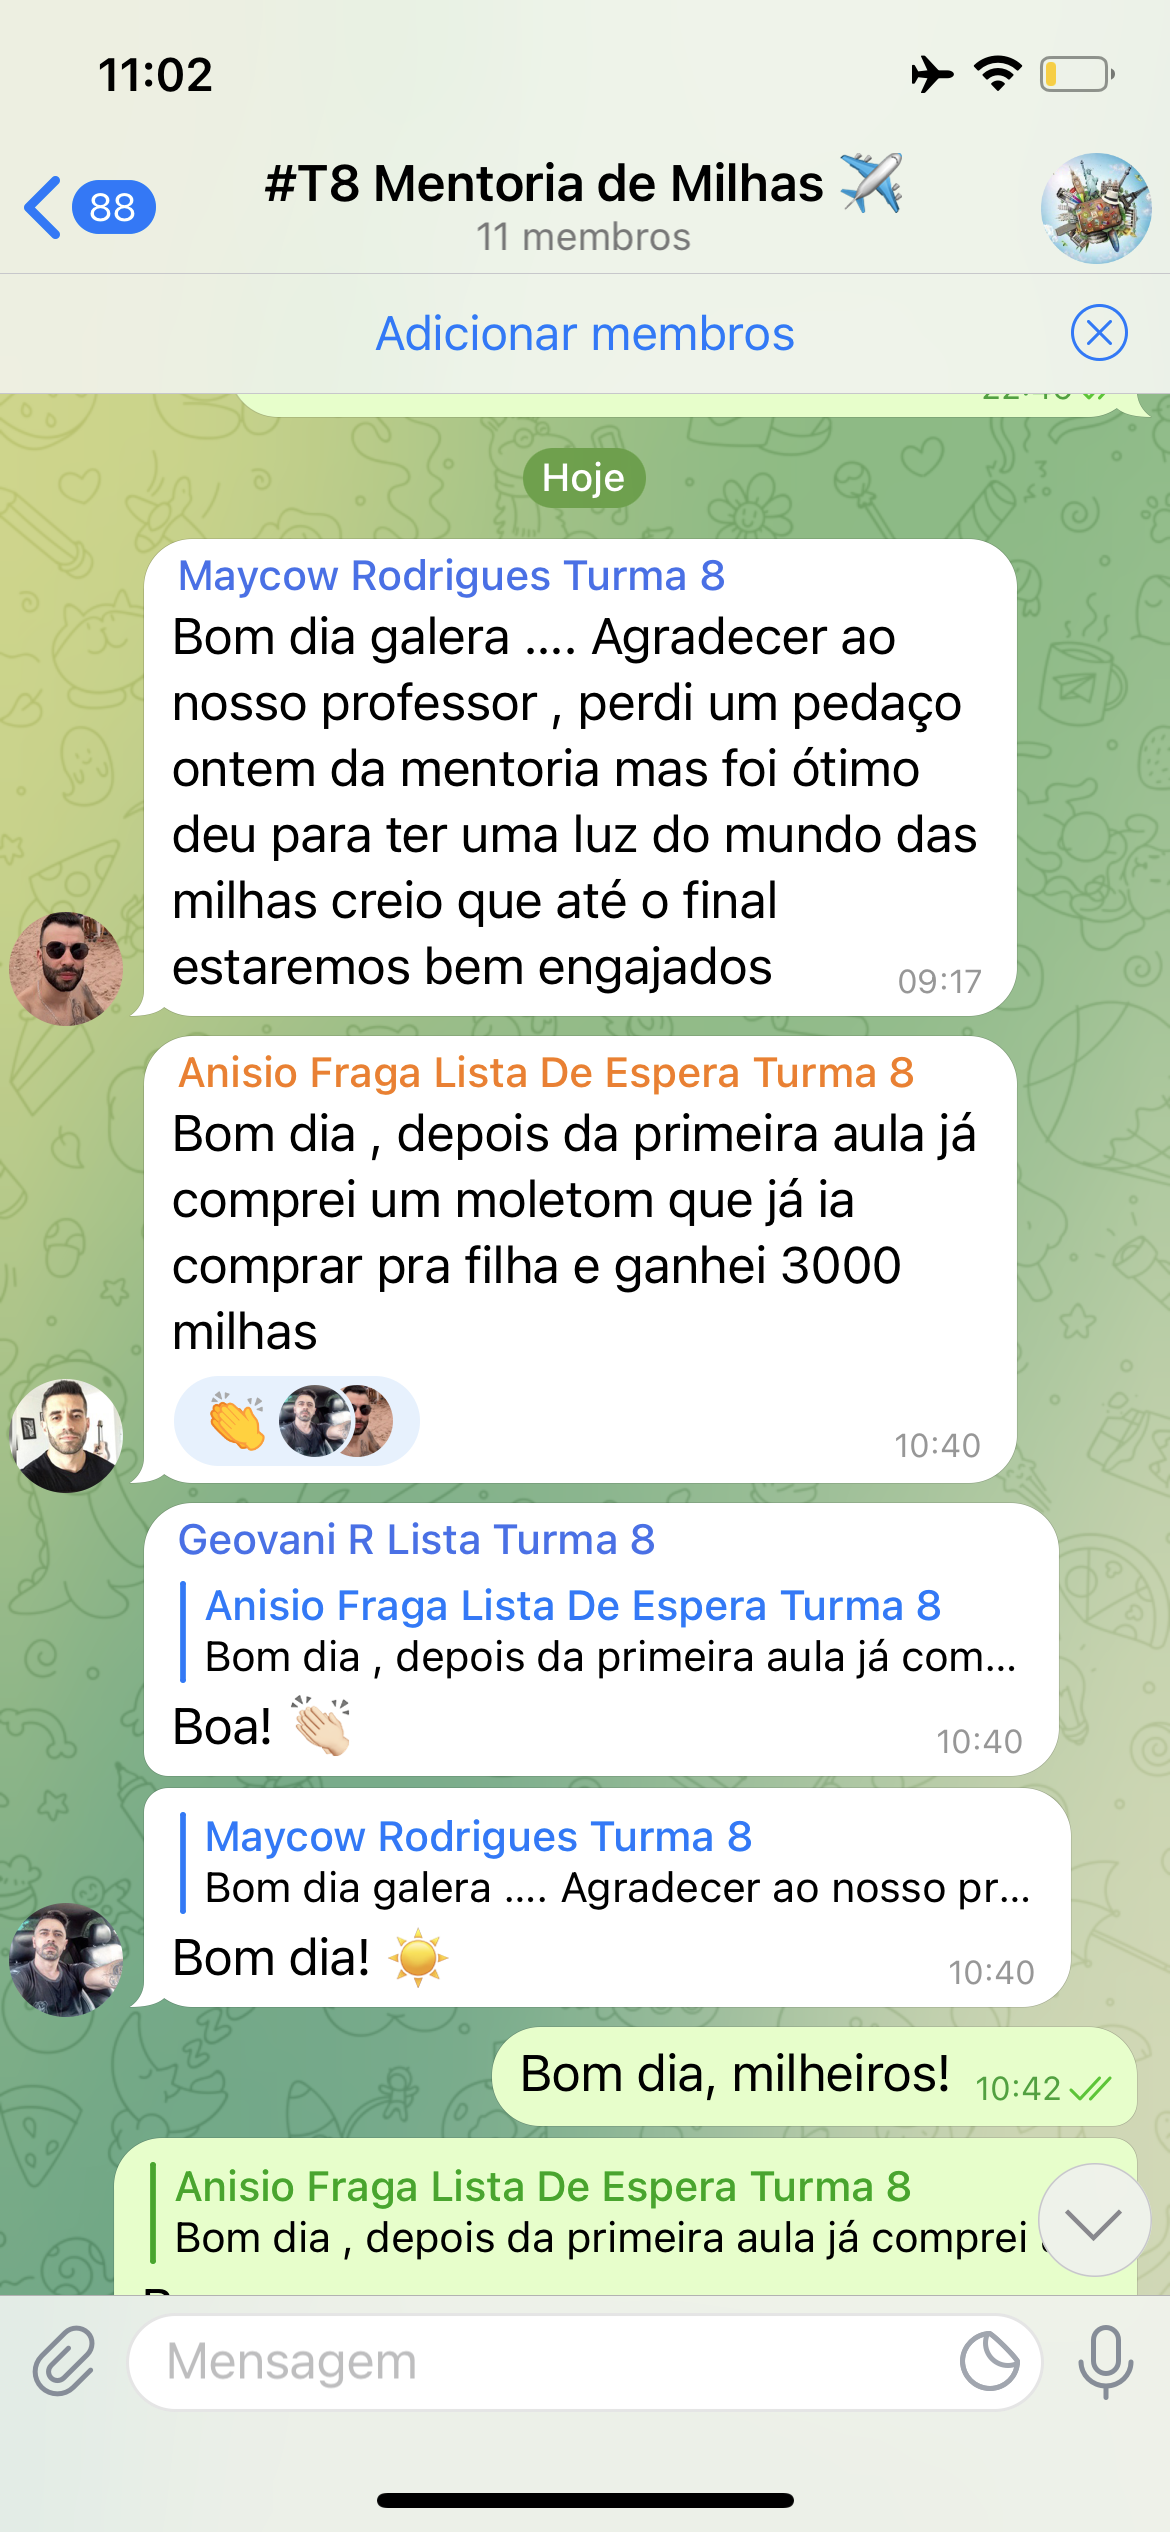 11:02
88
#T8 Mentoria de Milhas ✈️
11 membros
Adicionar membros
Hoje
Maycow Rodrigues Turma 8
Bom dia galera .... Agradecer ao
nosso professor , perdi um pedaço
ontem da mentoria mas foi ótimo
deu para ter uma luz do mundo das
milhas creio que até o final
estaremos bem engajados
09:17
Anisio Fraga Lista De Espera Turma 8
Bom dia , depois da primeira aula já
comprei um moletom que já ia
comprar pra filha e ganhei 3000
milhas
👏
10:40
Geovani R Lista Turma 8
Anisio Fraga Lista De Espera Turma 8
Bom dia , depois da primeira aula já com...
Boa! 👏🏻
10:40
Maycow Rodrigues Turma 8
Bom dia galera .... Agradecer ao nosso pr...
Bom dia! ☀️
10:40
Bom dia, milheiros!
10:42
Anisio Fraga Lista De Espera Turma 8
Bom dia , depois da primeira aula já comprei
Mensagem